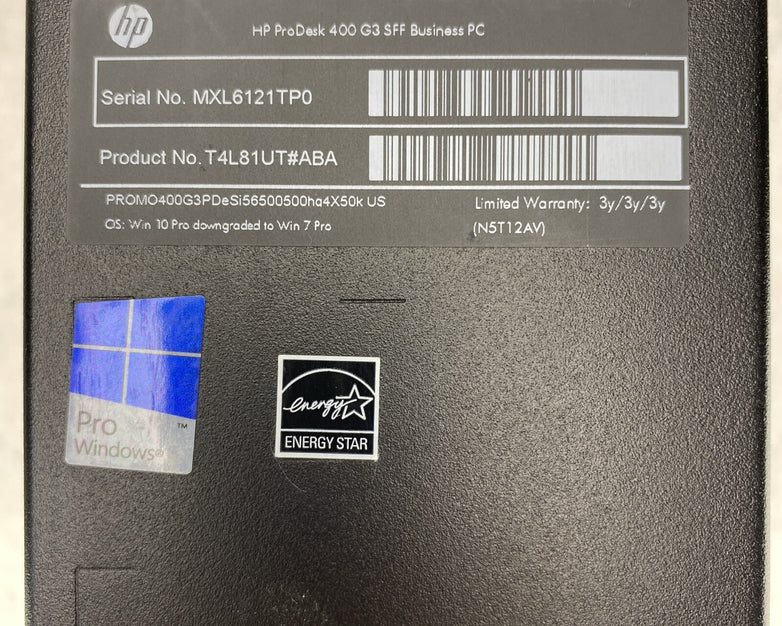 hp
HP ProDesk 400 G3 SFF Business PC
Serial No. MXL6121TP0
Product No. T4L81UT#ABA
PROMO400G3PDeSi56500500hq4X50k US
Limited Warranty: 3y/3y/3y
OS: Win 10 Pro downgraded to Win 7 Pro
(N5T12AV)
Pro
TM
Windows®
energy
ENERGY STAR